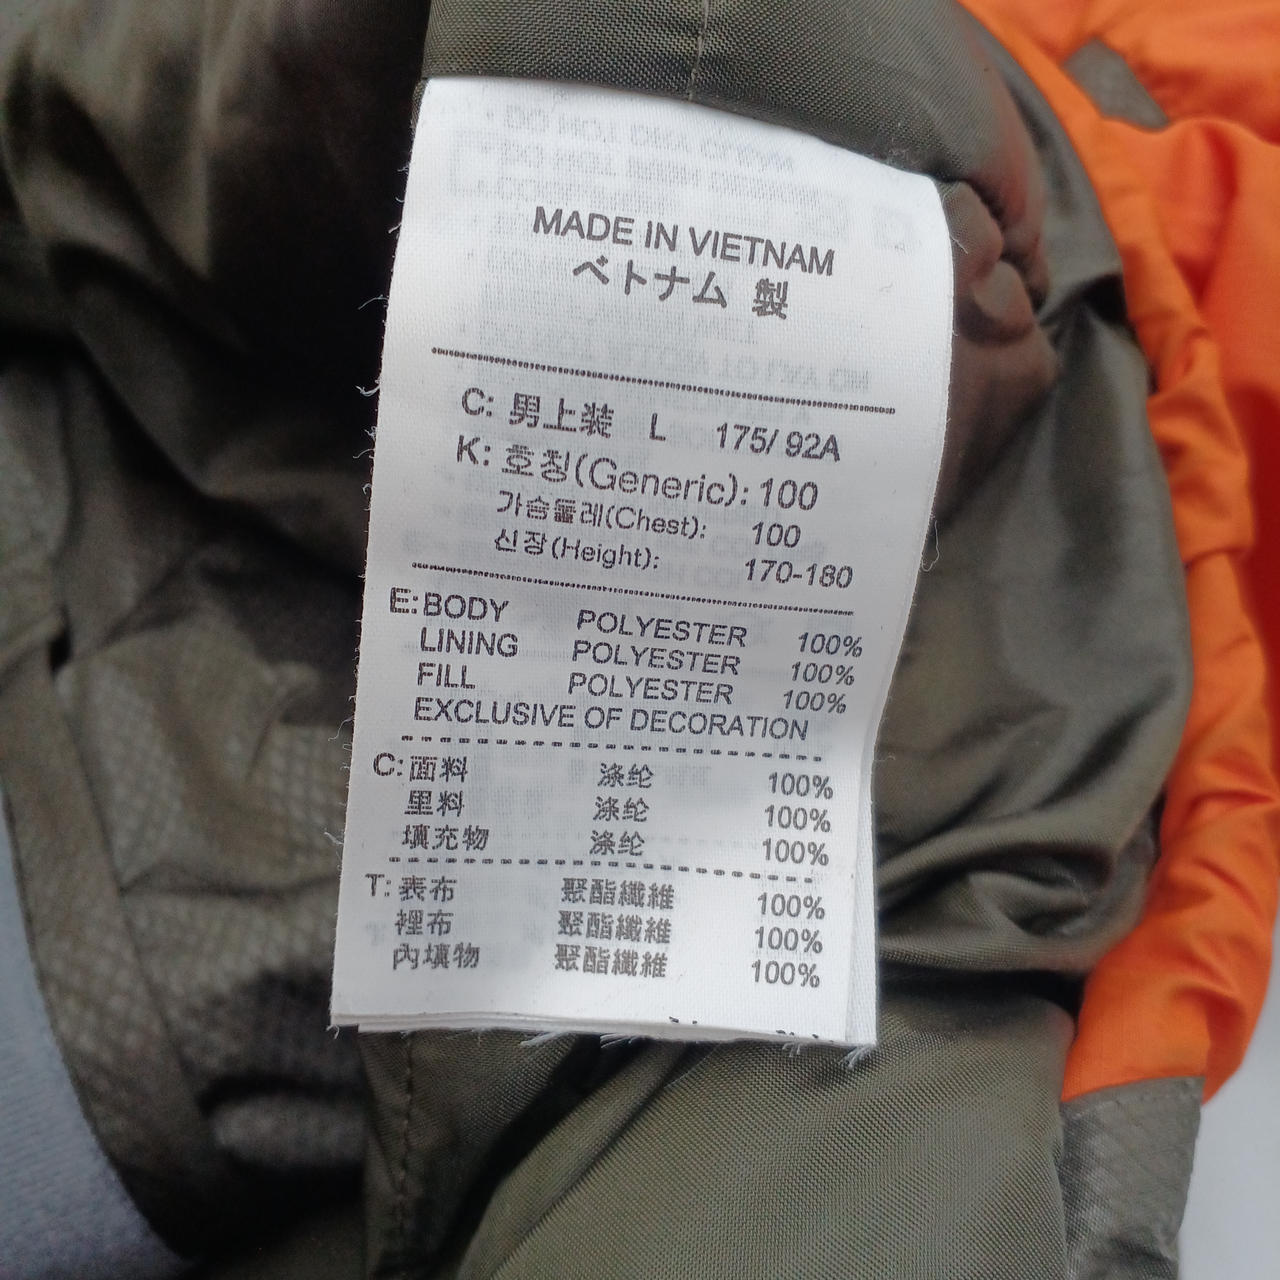 MADE IN VIETNAM
ベトナム 製
C: 男上装 L 175/ 92A
K: 호칭(Generic): 100
가슴둘레(Chest): 100
신장(Height): 170-180
E: BODY POLYESTER 100%
LINING POLYESTER 100%
FILL POLYESTER 100%
EXCLUSIVE OF DECORATION
C: 面料 涤纶 100%
里料 涤纶 100%
填充物 涤纶 100%
T: 表布 聚酯纖維 100%
裡布 聚酯纖維 100%
內填物 聚酯纖維 100%